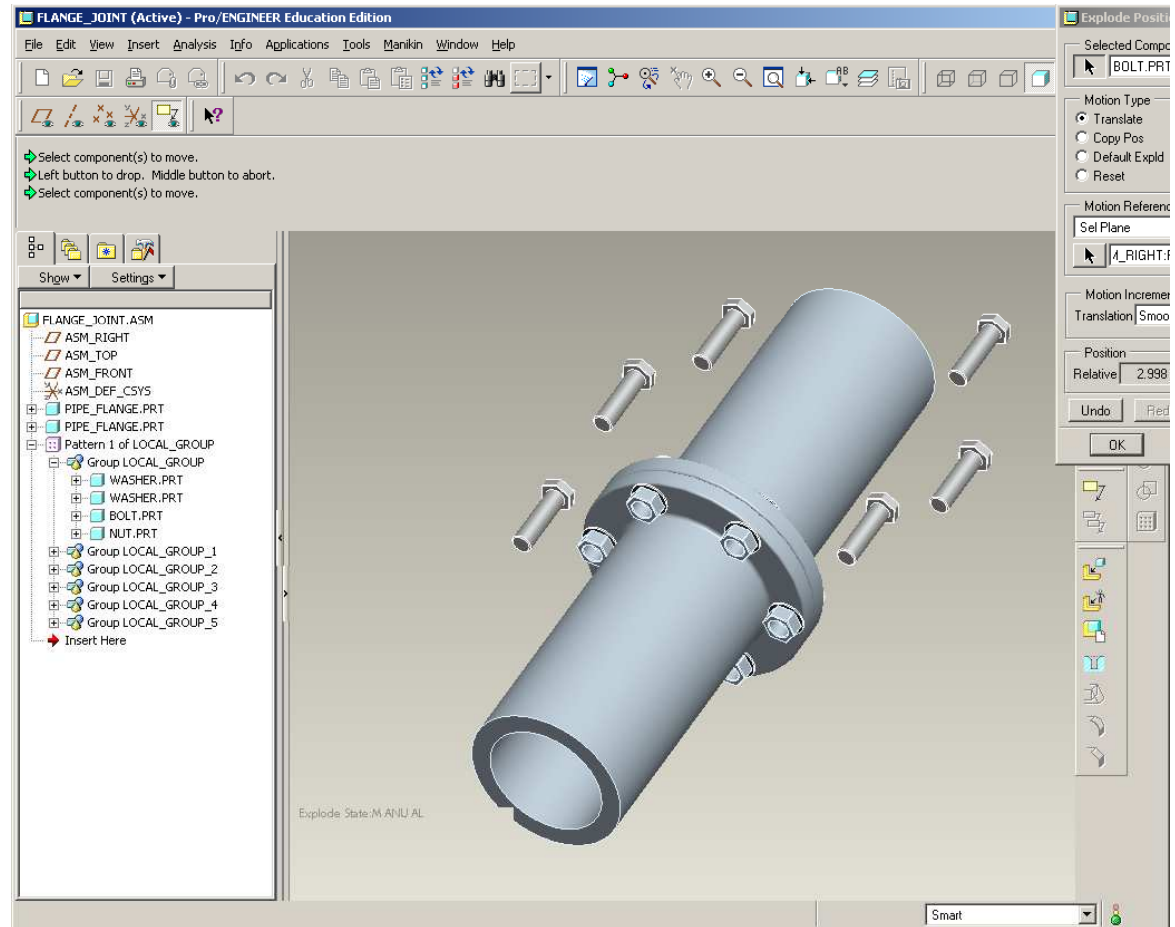 FLANGE_JOINT (Active) - Pro/ENGINEER Education Edition
File Edit View Insert Analysis Info Applications Tools Manikin Window Help
Select component(s) to move.
Left button to drop. Middle button to abort.
Select component(s) to move.
Show Settings
FLANGE_JOINT.ASM
ASM_RIGHT
ASM_TOP
ASM_FRONT
ASM_DEF_CSYS
PIPE_FLANGE.PRT
PIPE_FLANGE.PRT
Pattern 1 of LOCAL_GROUP
Group LOCAL_GROUP
WASHER.PRT
WASHER.PRT
BOLT.PRT
NUT.PRT
Group LOCAL_GROUP_1
Group LOCAL_GROUP_2
Group LOCAL_GROUP_3
Group LOCAL_GROUP_4
Group LOCAL_GROUP_5
Insert Here
Explode State:MANUAL
Explode Positi
Selected Compo
BOLT.PRT
Motion Type
Translate
Copy Pos
Default Expld
Reset
Motion Referenc
Sel Plane
M_RIGHT:F
Motion Incremen
Translation Smoo
Position
Relative 2.998
Undo Red
OK
Smart